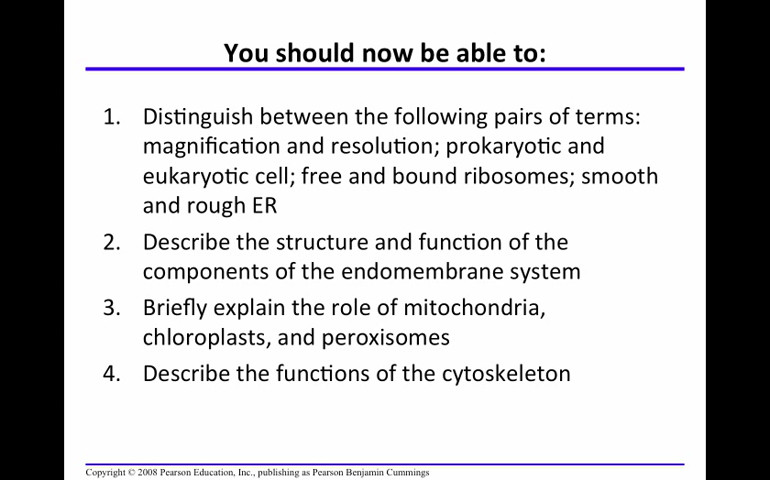 You should now be able to:
1. Distinguish between the following pairs of terms:
magnification and resolution; prokaryotic and
eukaryotic cell; free and bound ribosomes; smooth
and rough ER
2. Describe the structure and function of the
components of the endomembrane system
3. Briefly explain the role of mitochondria,
chloroplasts, and peroxisomes
4. Describe the functions of the cytoskeleton
Copyright © 2008 Pearson Education, Inc., publishing as Pearson Benjamin Cummings